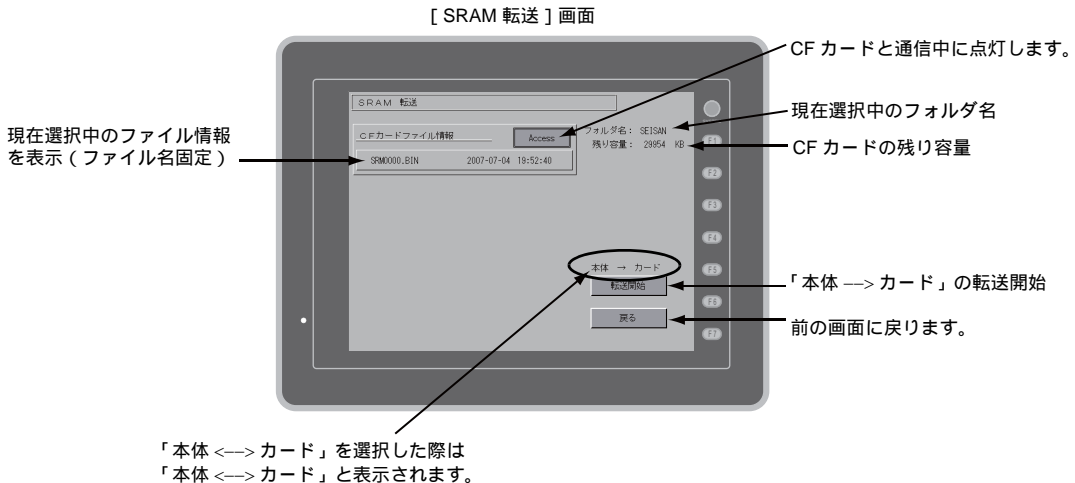 [ SRAM 転送 ] 画面
CF カードと通信中に点灯します。
SRAM 転送
現在選択中のフォルダ名
CFカードファイル情報
Access
フォルダ名： SEISAN
F1
現在選択中のファイル情報
を表示 ( ファイル名固定 )
残り容量： 29954 KB
CF カードの残り容量
SRM0000.BIN 2007-07-04 19:52:40
F2
F3
F4
本体 → カード
F5
転送開始
「本体 ––> カード」の転送開始
F6
戻る
前の画面に戻ります。
F7
「本体 <––> カード」を選択した際は
「本体 <––> カード」と表示されます。